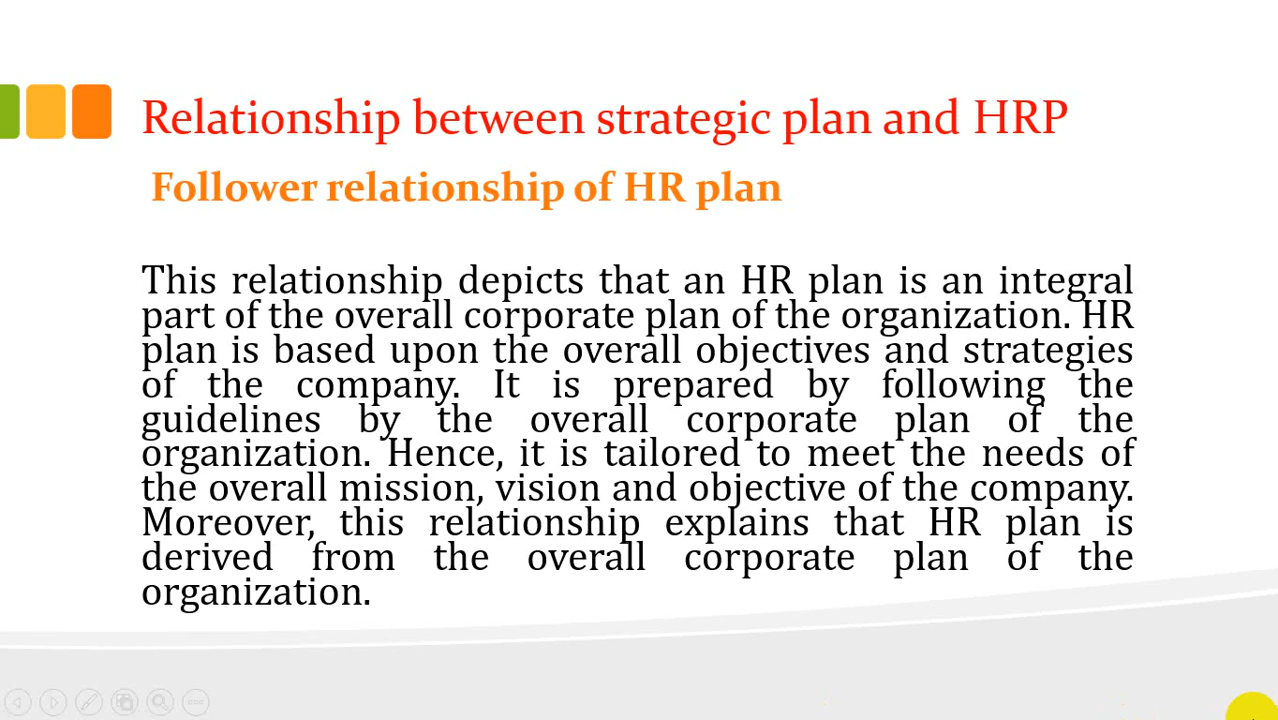 Relationship between strategic plan and HRP
Follower relationship of HR plan
This relationship depicts that an HR plan is an integral
part of the overall corporate plan of the organization. HR
plan is based upon the overall objectives and strategies
of the company. It is prepared by following the
guidelines by the overall corporate plan of the
organization. Hence, it is tailored to meet the needs of
the overall mission, vision and objective of the company.
Moreover, this relationship explains that HR plan is
derived from the overall corporate plan of the
organization.